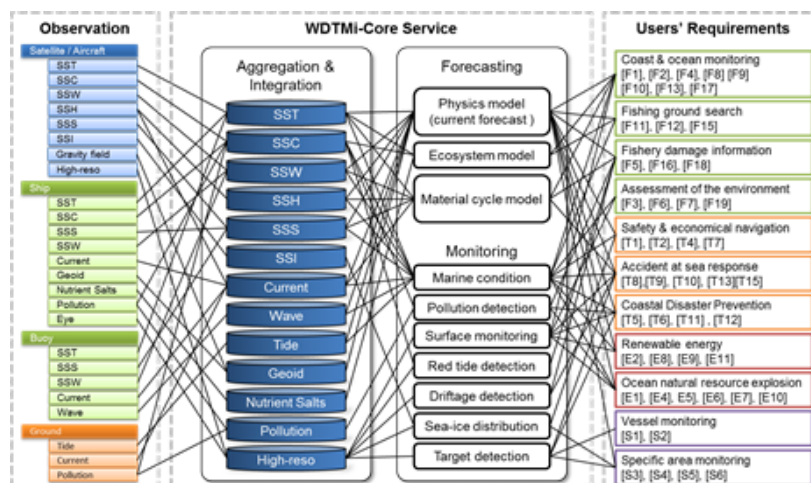 Observation
Satellite / Aircraft
SST
SSC
SSW
SSH
SSS
SSI
Gravity field
High-reso
Ship
SST
SSC
SSS
SSW
Current
Geoid
Nutrient Salts
Pollution
Eye
Buoy
SST
SSS
SSW
Current
Wave
Ground
Tide
Current
Pollution
WDTMi-Core Service
Aggregation &
Integration
SST
SSC
SSW
SSH
SSS
SSI
Current
Wave
Tide
Geoid
Nutrient Salts
Pollution
High-reso
Forecasting
Physics model
(current forecast )
Ecosystem model
Material cycle model
Monitoring
Marine condition
Pollution detection
Surface monitoring
Red tide detection
Driftage detection
Sea-ice distribution
Target detection
Users' Requirements
Coast & ocean monitoring
[F1], [F2], [F4], [F8] [F9]
[F10], [F13], [F17]
Fishing ground search
[F11], [F12], [F15]
Fishery damage information
[F5], [F16], [F18]
Assessment of the environment
[F3], [F6], [F7], [F19]
Safety & economical navigation
[T1], [T2], [T4], [T7]
Accident at sea response
[T8],[T9], [T10], [T13][T15]
Coastal Disaster Prevention
[T5], [T6], [T11] , [T12]
Renewable energy
[E2], [E8], [E9], [E11]
Ocean natural resource explosion
[E1], [E4], E5], [E6], [E7], [E10]
Vessel monitoring
[S1], [S2]
Specific area monitoring
[S3], [S4], [S5], [S6]